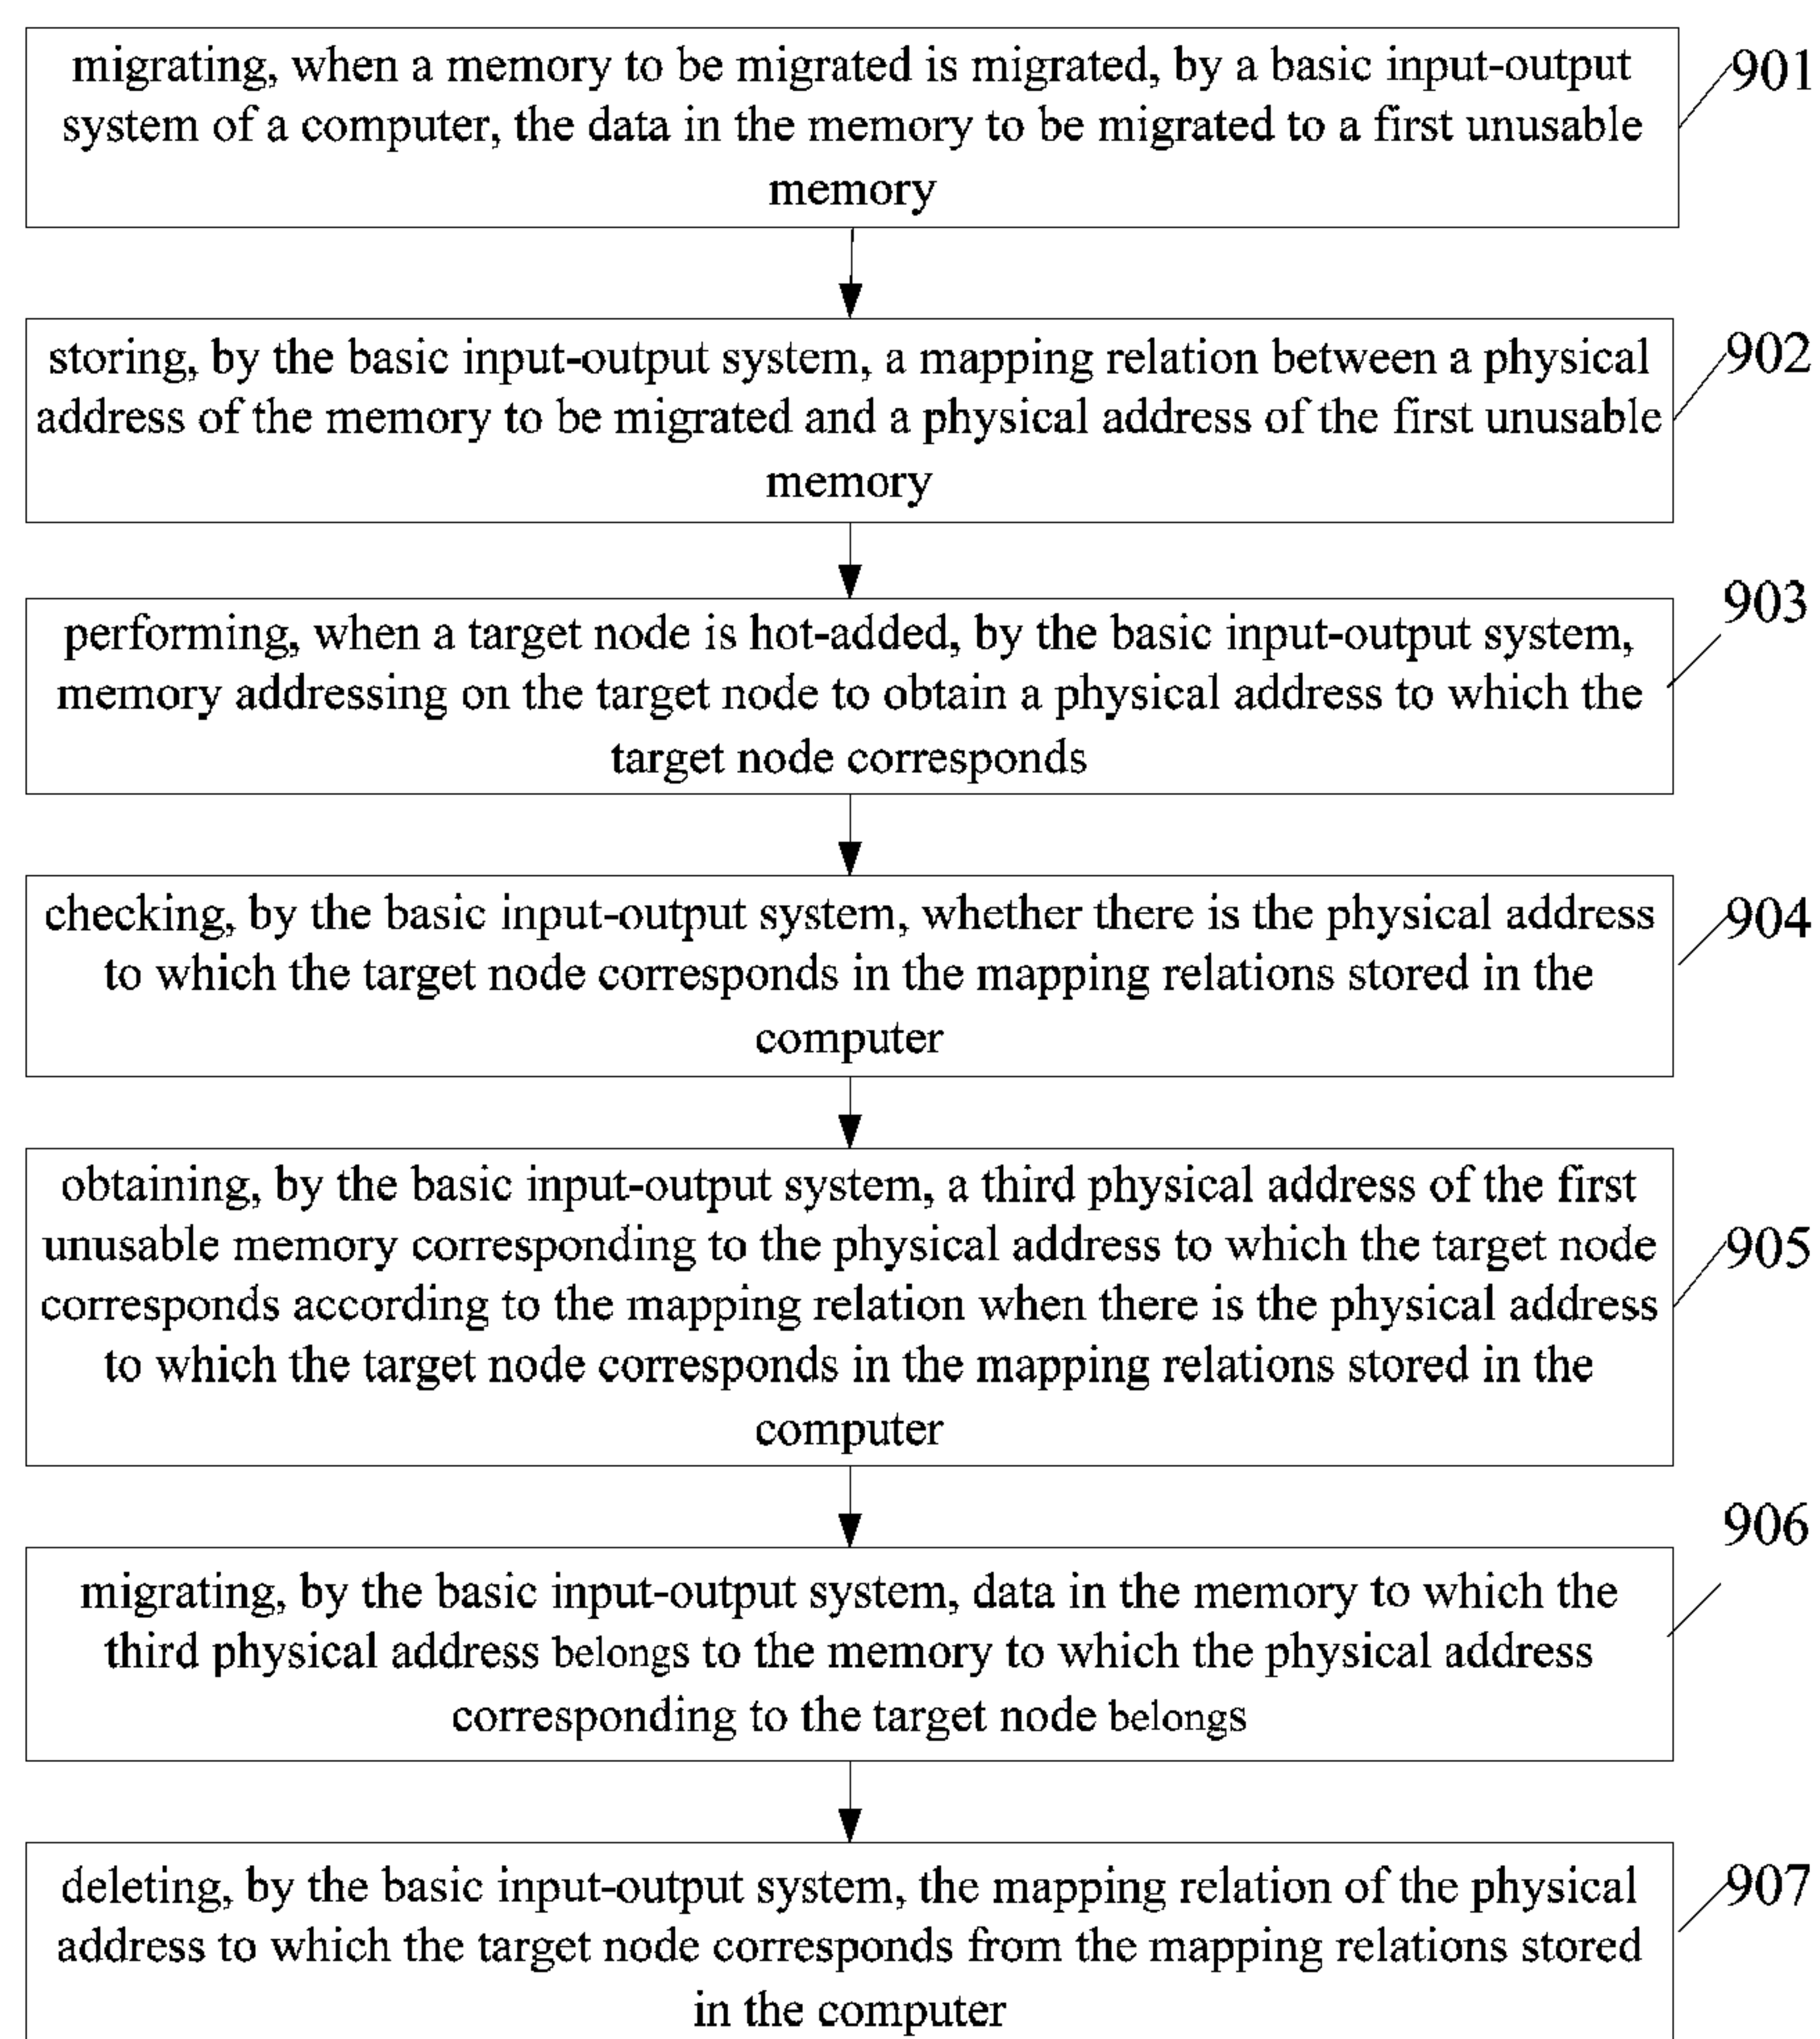 migrating, when a memory to be migrated is migrated, by a basic input-output
system of a computer, the data in the memory to be migrated to a first unusable
memory
901
storing, by the basic input-output system, a mapping relation between a physical
address of the memory to be migrated and a physical address of the first unusable
memory
902
performing, when a target node is hot-added, by the basic input-output system,
memory addressing on the target node to obtain a physical address to which the
target node corresponds
903
checking, by the basic input-output system, whether there is the physical address
to which the target node corresponds in the mapping relations stored in the
computer
904
obtaining, by the basic input-output system, a third physical address of the first
unusable memory corresponding to the physical address to which the target node
corresponds according to the mapping relation when there is the physical address
to which the target node corresponds in the mapping relations stored in the
computer
905
migrating, by the basic input-output system, data in the memory to which the
third physical address belongs to the memory to which the physical address
corresponding to the target node belongs
906
deleting, by the basic input-output system, the mapping relation of the physical
address to which the target node corresponds from the mapping relations stored
in the computer
907